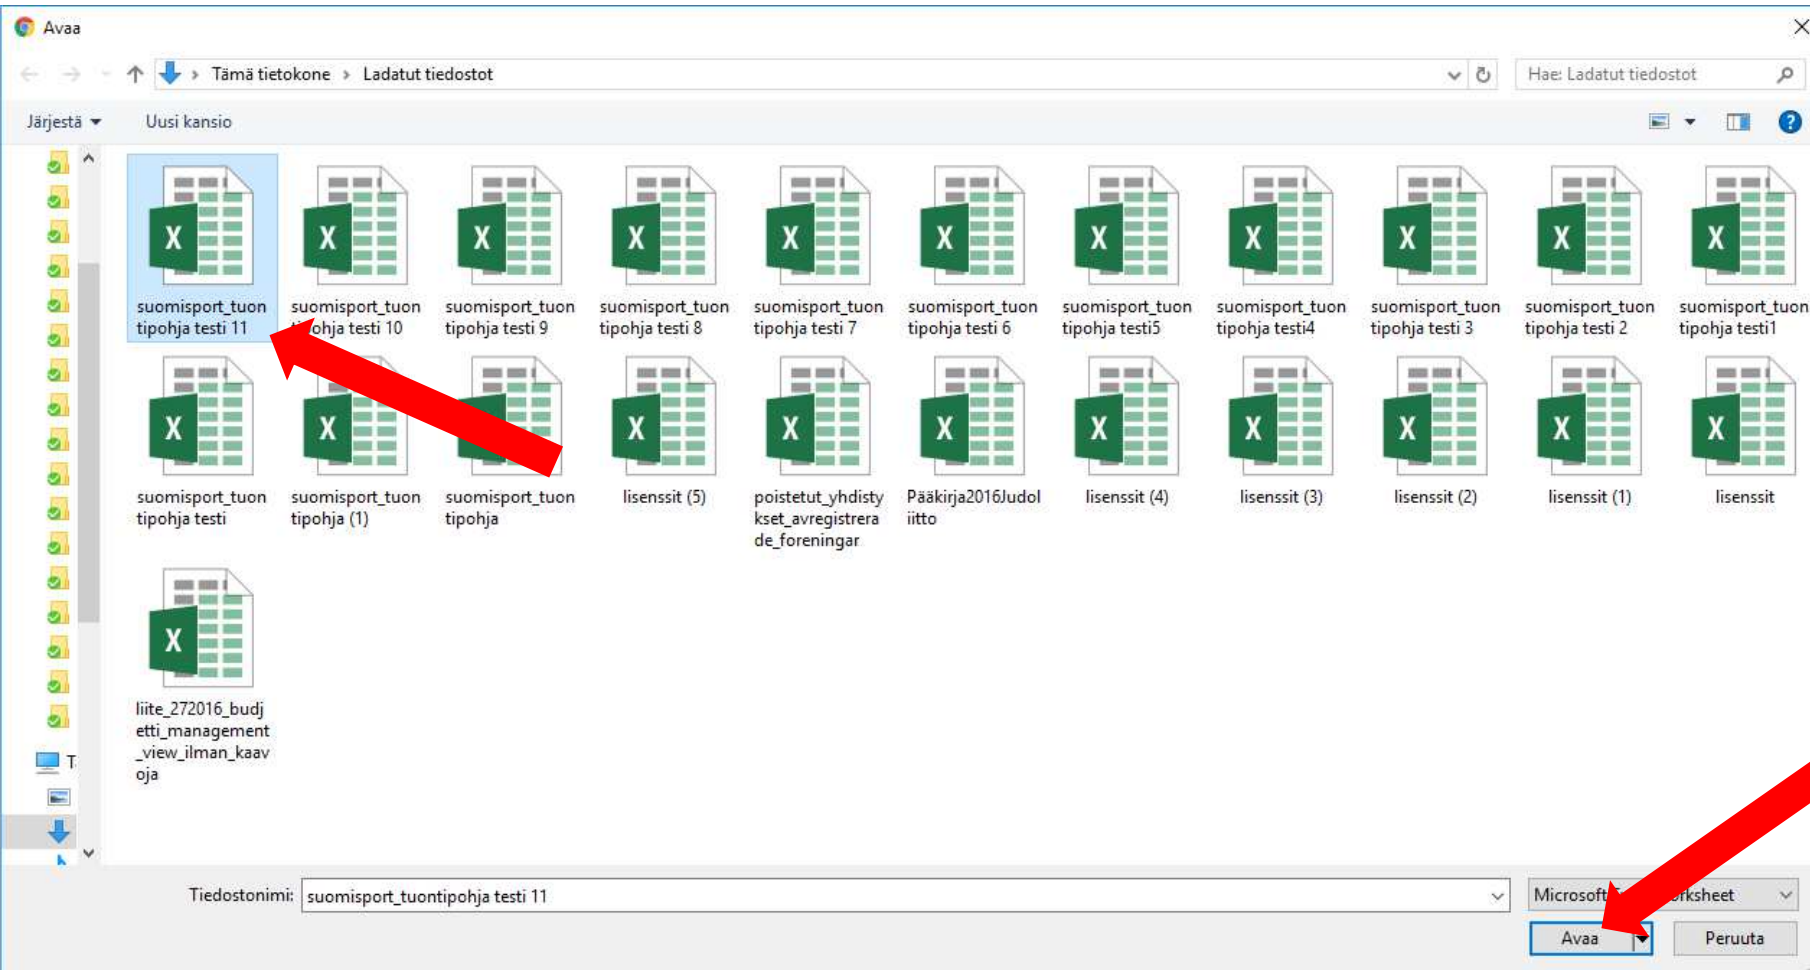 Avaa
Tämä tietokone > Ladatut tiedostot
Hae: Ladatut tiedostot
Järjestä
Uusi kansio
suomisport_tuon
tipohja testi 11
suomisport_tuon
testi 10
suomisport_tuon
tipohja testi 9
suomisport_tuon
tipohja testi 8
suomisport_tuon
tipohja testi 7
suomisport_tuon
tipohja testi 6
suomisport_tuon
tipohja testi5
suomisport_tuon
tipohja testi4
suomisport_tuon
tipohja testi 3
suomisport_tuon
tipohja testi 2
suomisport_tuon
tipohja testi1
suomisport_tuon
tipohja testi
suomisport_tuon
tipohja (1)
suomisport_tuon
tipohja
lisenssit (5)
poistetut_yhdisty
kset_avregistrera
de_foreningar
Pääkirja2016Judol
iitto
lisenssit (4)
lisenssit (3)
lisenssit (2)
lisenssit (1)
lisenssit
liite_272016_budj
etti_management
_view_ilman_kaav
oja
T
Tiedostonimi:
suomisport_tuontipohja testi 11
Microsoft
Avaa
Peruuta